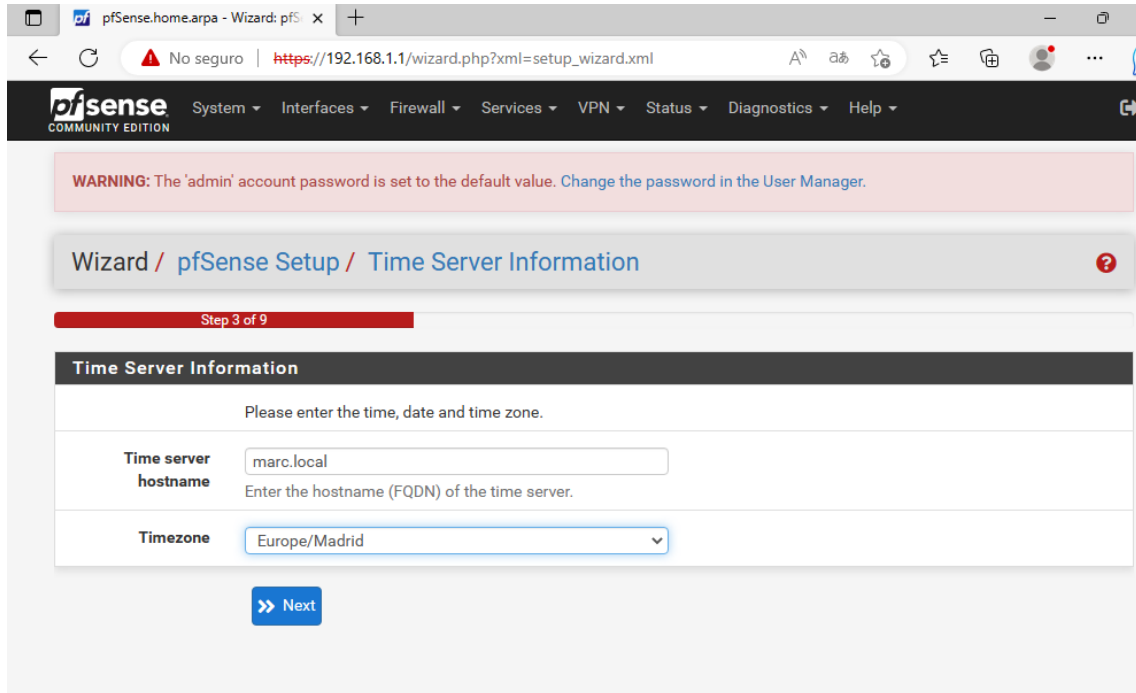 pfSense.home.arpa - Wizard: pfS
No seguro https://192.168.1.1/wizard.php?xml=setup_wizard.xml
pfsense
COMMUNITY EDITION
System Interfaces Firewall Services VPN Status Diagnostics Help
WARNING: The 'admin' account password is set to the default value. Change the password in the User Manager.
Wizard / pfSense Setup / Time Server Information
Step 3 of 9
Time Server Information
Please enter the time, date and time zone.
Time server
hostname
marc.local
Enter the hostname (FQDN) of the time server.
Timezone
Europe/Madrid
Next